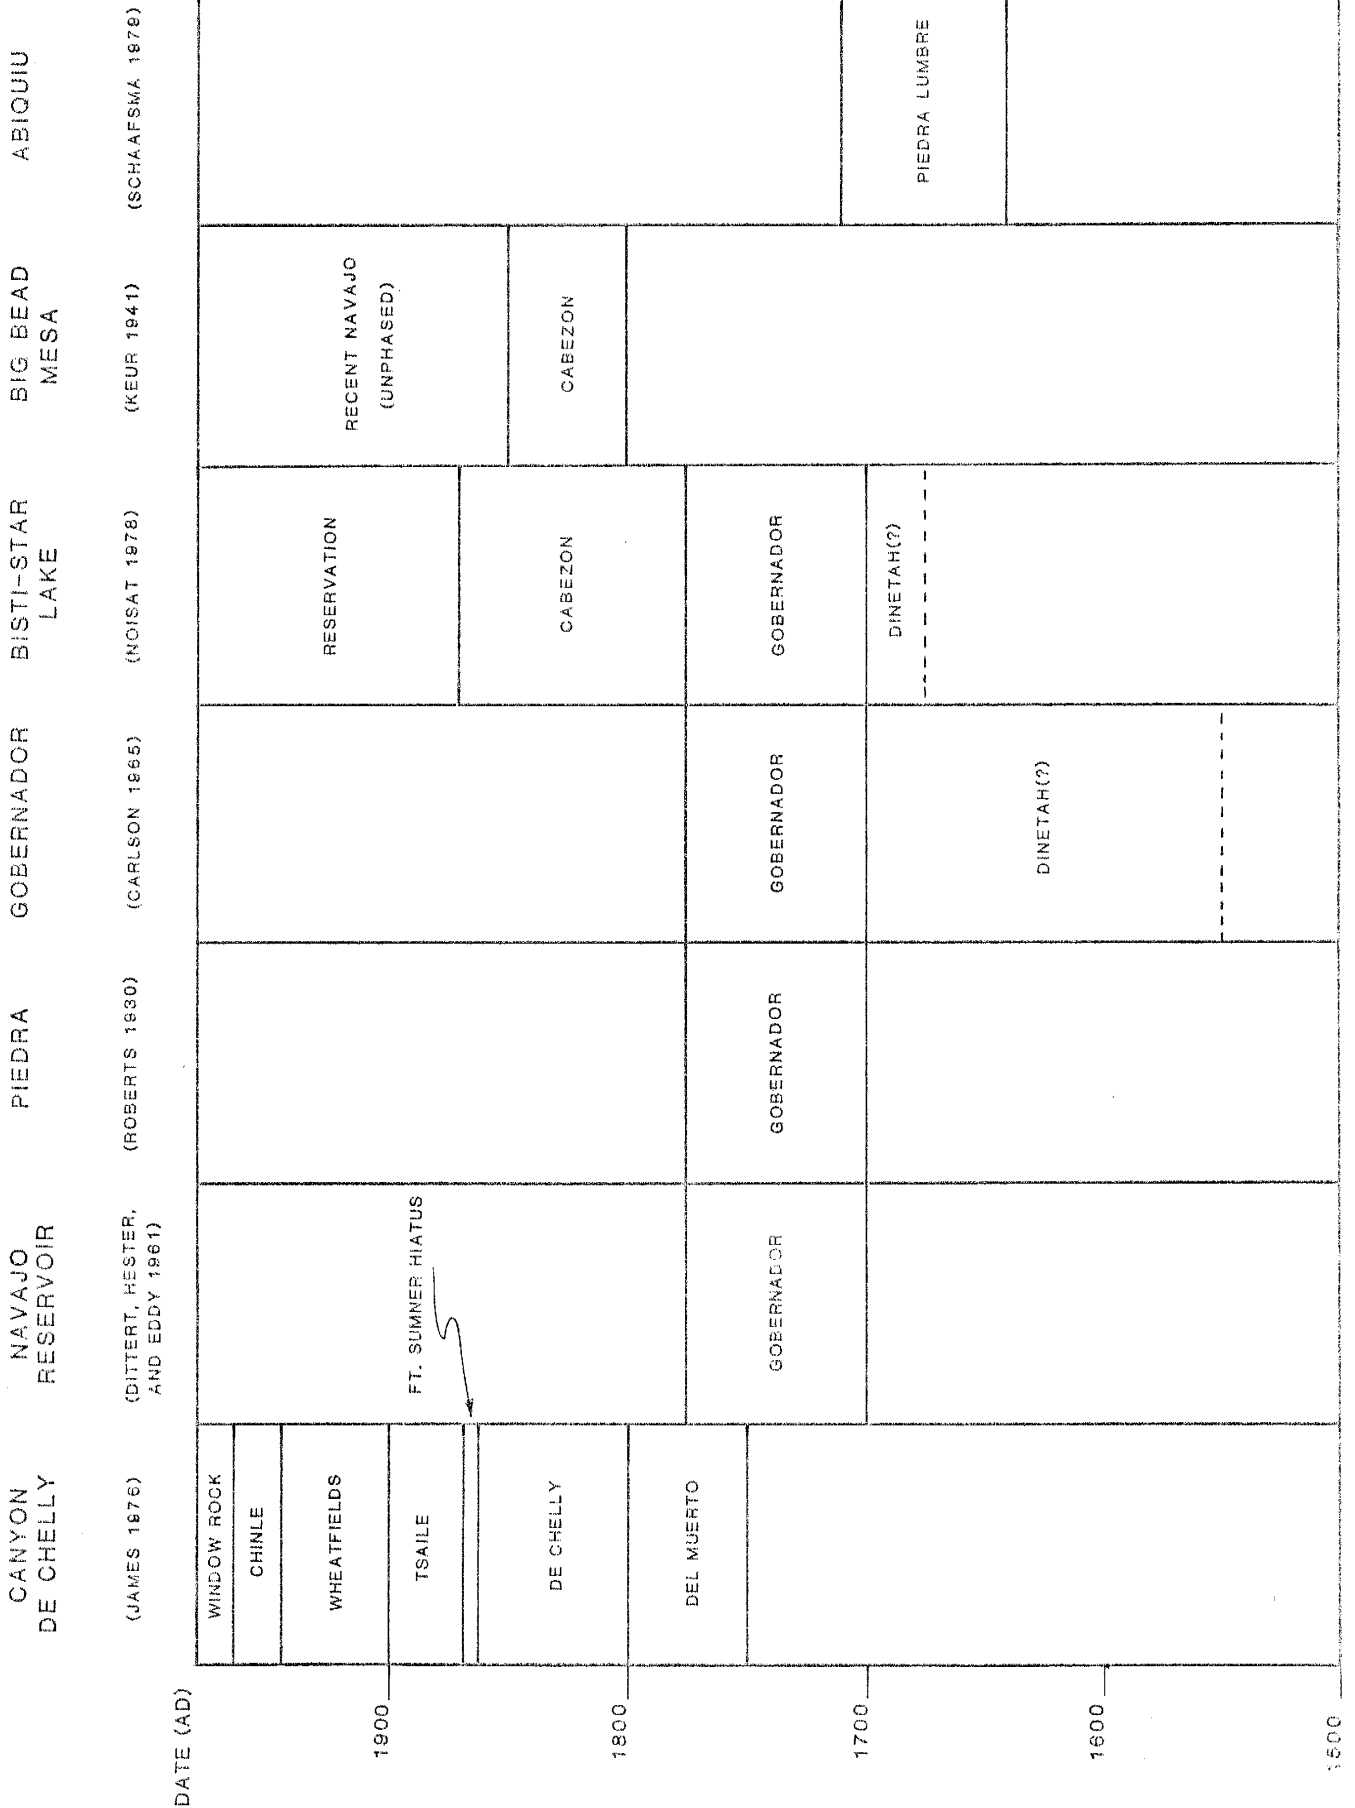 CANYON
DE CHELLY
(JAMES 1976)
NAVAJO
RESERVOIR
(DITTERT, HESTER,
AND EDDY 1961)
PIEDRA
(ROBERTS 1930)
GOBERNADOR
(CARLSON 1965)
BISTI-STAR
LAKE
(NOISAT 1978)
BIG BEAD
MESA
(KEUR 1941)
ABIQUIU
(SCHAAFSMA 1979)
DATE (AD)
1900
1800
1700
1600
1500
WINDOW ROCK
CHINLE
WHEATFIELDS
TSAILE
DE CHELLY
DEL MUERTO
FT. SUMNER HIATUS
GOBERNADOR
GOBERNADOR
GOBERNADOR
DINETAH(?)
RESERVATION
CABEZON
GOBERNADOR
DINETAH(?)
RECENT NAVAJO
(UNPHASED)
CABEZON
PIEDRA LUMBRE